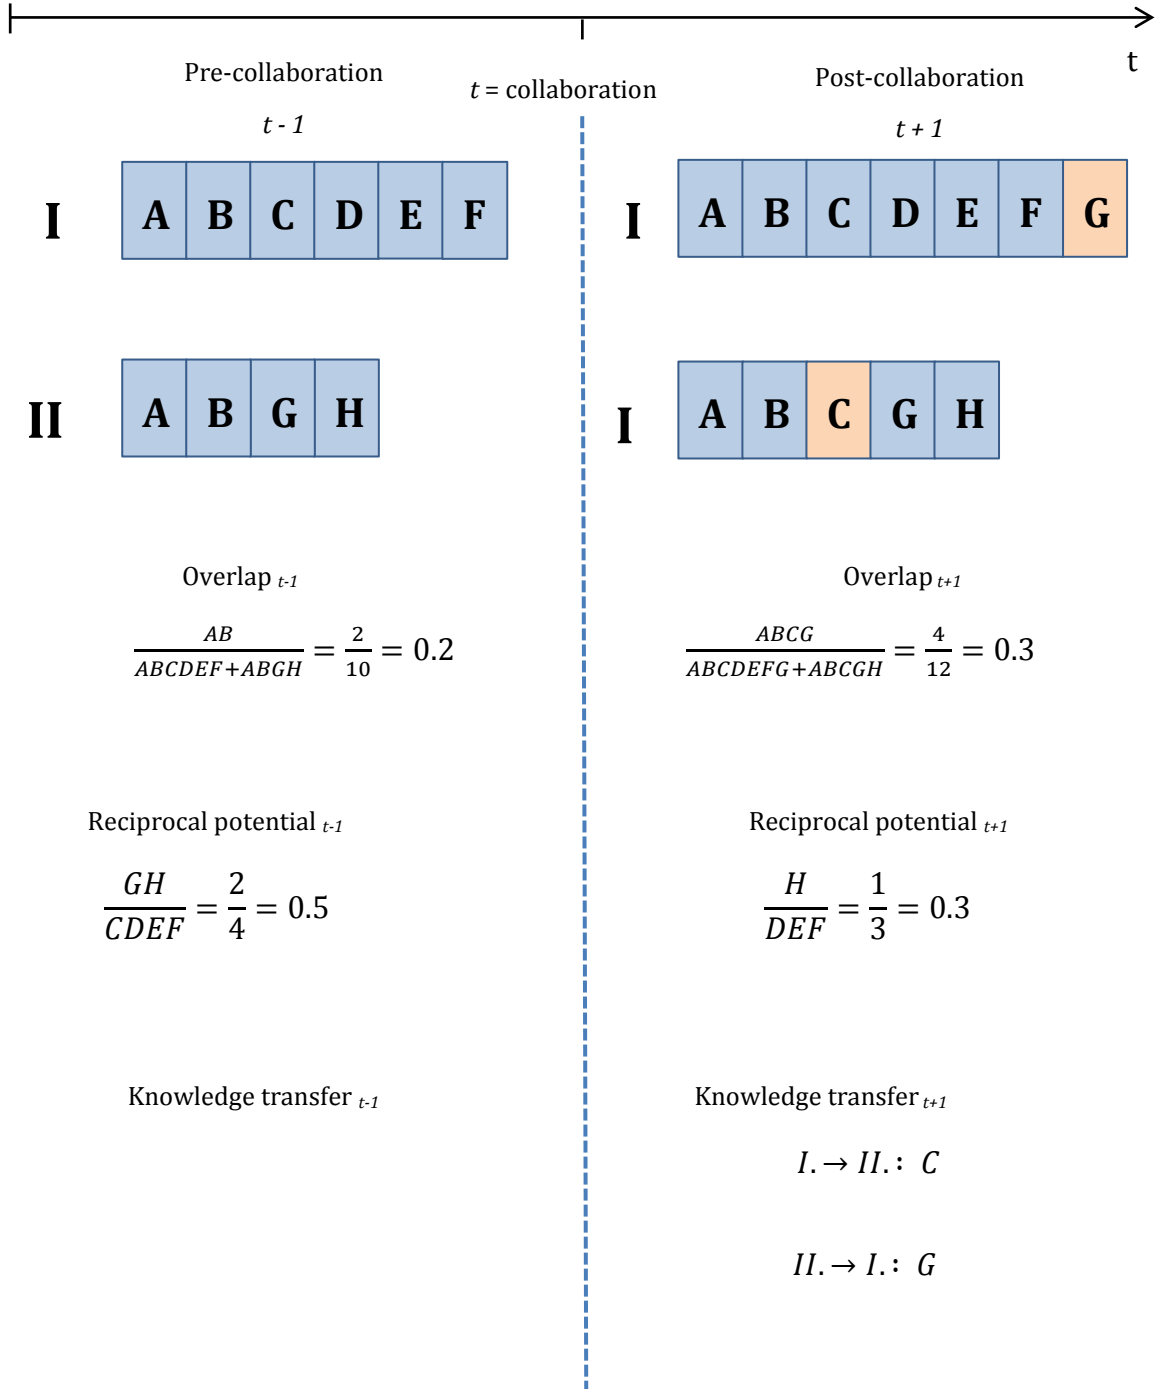 t
Pre-collaboration
t = collaboration
Post-collaboration
t - 1
t + 1
I A B C D E F
I A B C D E F G
II A B G H
I A B C G H
Overlap t-1
Overlap t+1
AB / ABCDEF+ABGH = 2/10 = 0.2
ABCG / ABCDEFG+ABCGH = 4/12 = 0.3
Reciprocal potential t-1
Reciprocal potential t+1
GH / CDEF = 2/4 = 0.5
H / DEF = 1/3 = 0.3
Knowledge transfer t-1
Knowledge transfer t+1
I. → II. : C
II. → I. : G